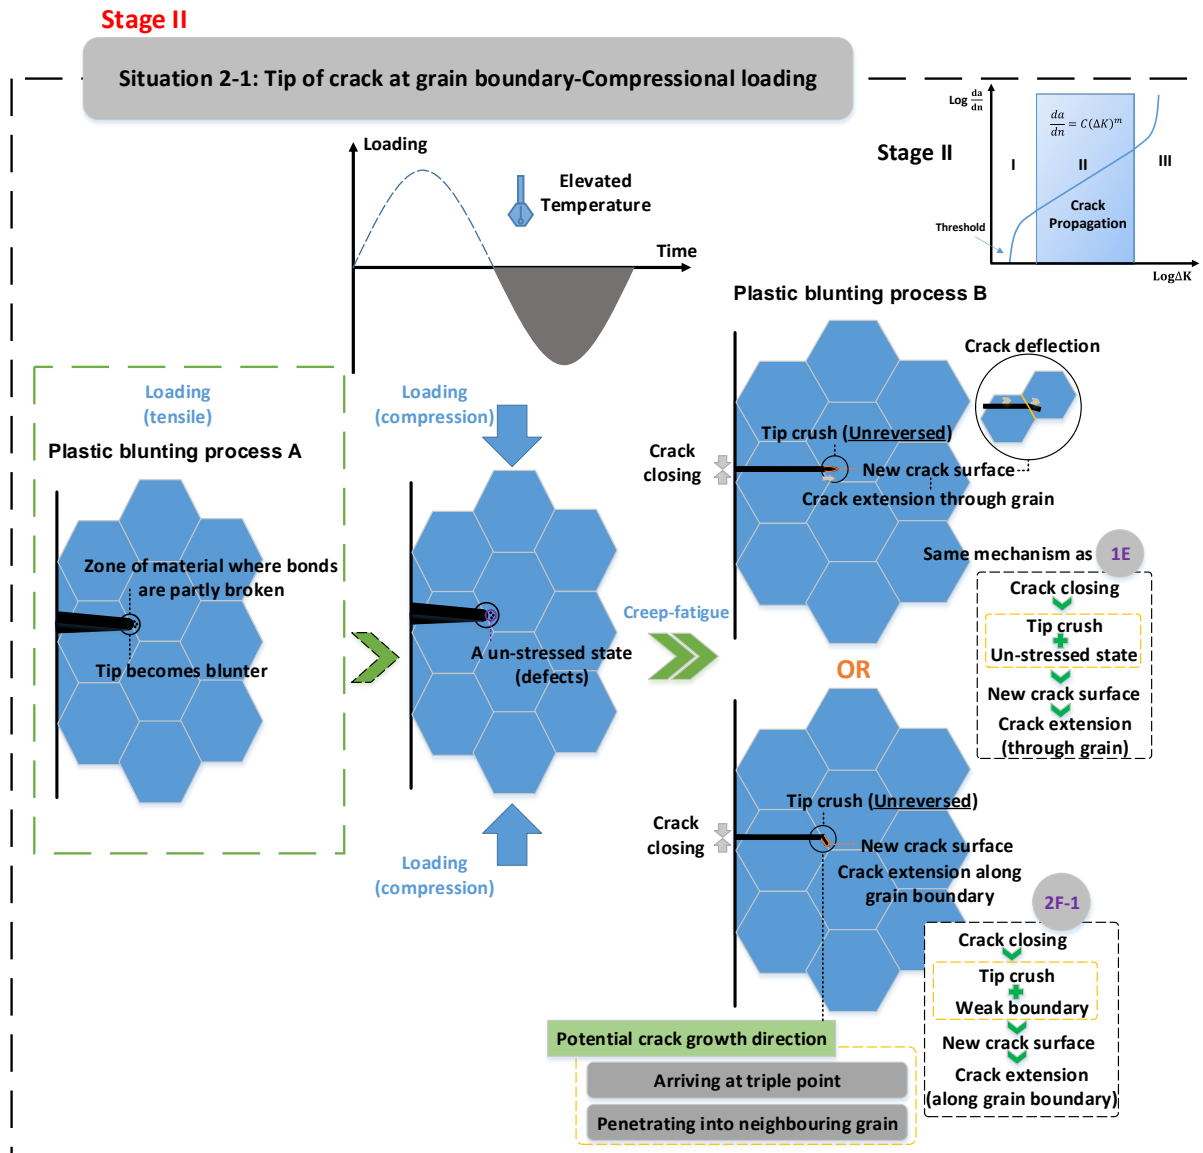 Stage II
Situation 2-1: Tip of crack at grain boundary-Compressional loading
Loading
Elevated
Temperature
Time
Log da/dn
da/dn = C(ΔK)^m
Stage II
I
II
III
Crack
Propagation
Threshold
LogΔK
Loading
(tensile)
Plastic blunting process A
Zone of material where bonds
are partly broken
Tip becomes blunter
Loading
(compression)
A un-stressed state
(defects)
Loading
(compression)
Creep-fatigue
Plastic blunting process B
Crack deflection
Crack
closing
Tip crush (Unreversed)
New crack surface
Crack extension through grain
Same mechanism as
1E
Crack closing
Tip crush
Un-stressed state
New crack surface
Crack extension
(through grain)
OR
Crack
closing
Tip crush (Unreversed)
New crack surface
Crack extension along
grain boundary
2F-1
Crack closing
Tip crush
Weak boundary
New crack surface
Crack extension
(along grain boundary)
Potential crack growth direction
Arriving at triple point
Penetrating into neighbouring grain